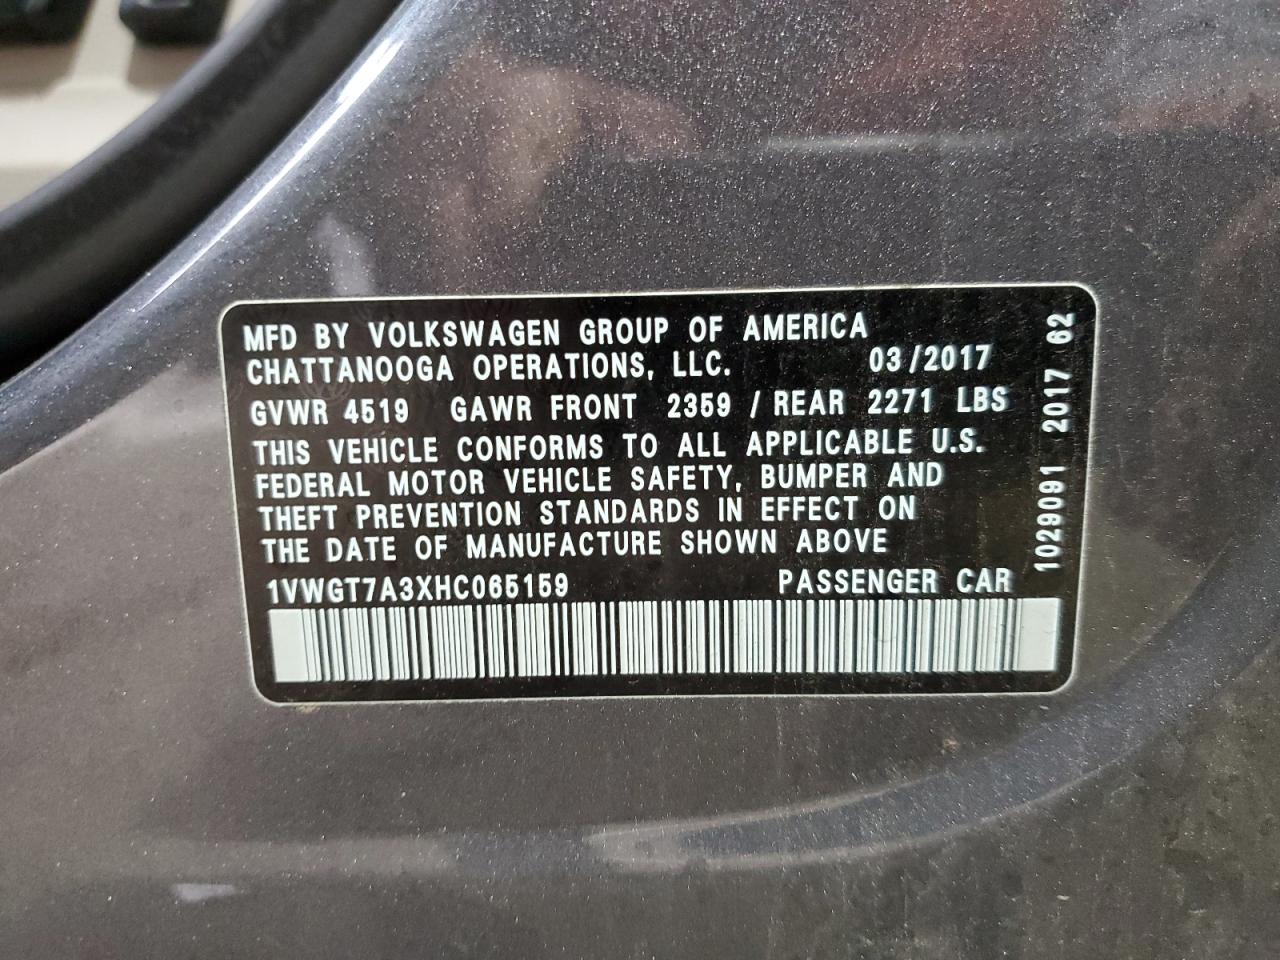 MFD BY VOLKSWAGEN GROUP OF AMERICA
CHATTANOOGA OPERATIONS, LLC. 03/2017
GVWR 4519 GAWR FRONT 2359 / REAR 2271 LBS
THIS VEHICLE CONFORMS TO ALL APPLICABLE U.S.
FEDERAL MOTOR VEHICLE SAFETY, BUMPER AND
THEFT PREVENTION STANDARDS IN EFFECT ON
THE DATE OF MANUFACTURE SHOWN ABOVE
1VWGT7A3XHC065159 PASSENGER CAR
1029091 2017 62